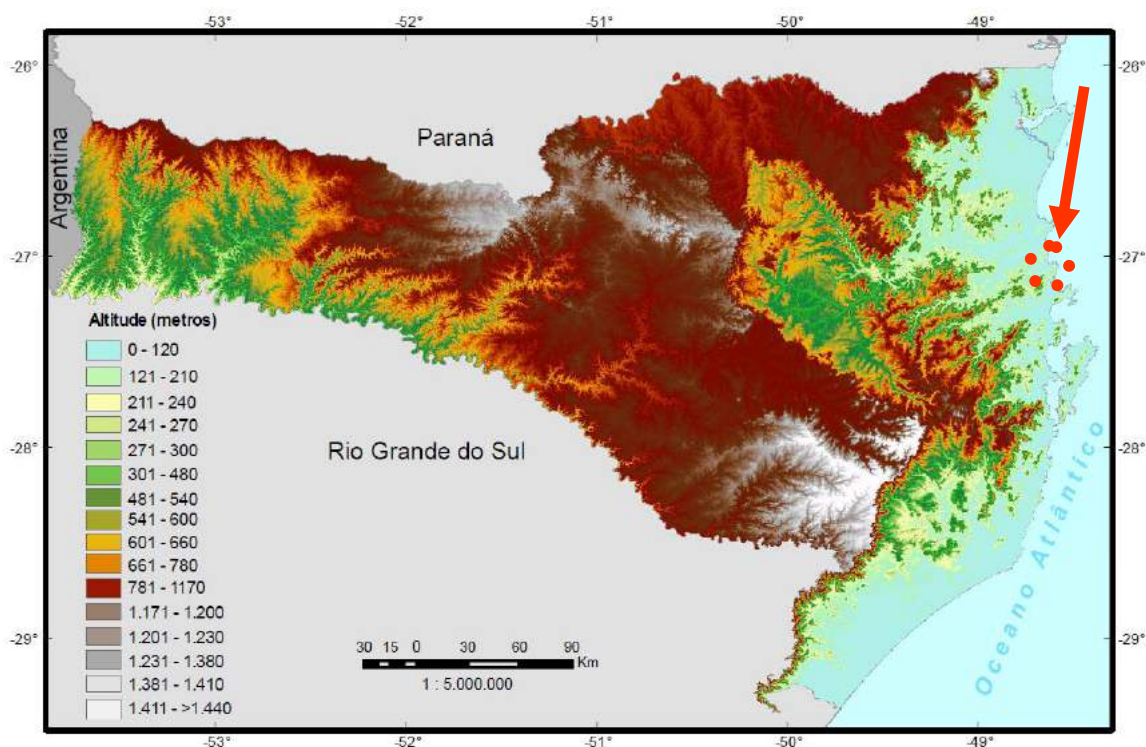 -53°
-52°
-51°
-50°
-49°
-26°
-26°
Argentina
Paraná
-27°
-27°
Altitude (metros)
0 - 120
121 - 210
211 - 240
241 - 270
271 - 300
301 - 480
481 - 540
541 - 600
601 - 660
661 - 780
781 - 1170
1.171 - 1.200
1.201 - 1.230
1.231 - 1.380
1.381 - 1.410
1.411 - >1.440
Rio Grande do Sul
-28°
-28°
Oceano Atlántico
-29°
-29°
30 15 0 30 60 90
Km
1 : 5.000.000
-53°
-52°
-51°
-50°
-49°